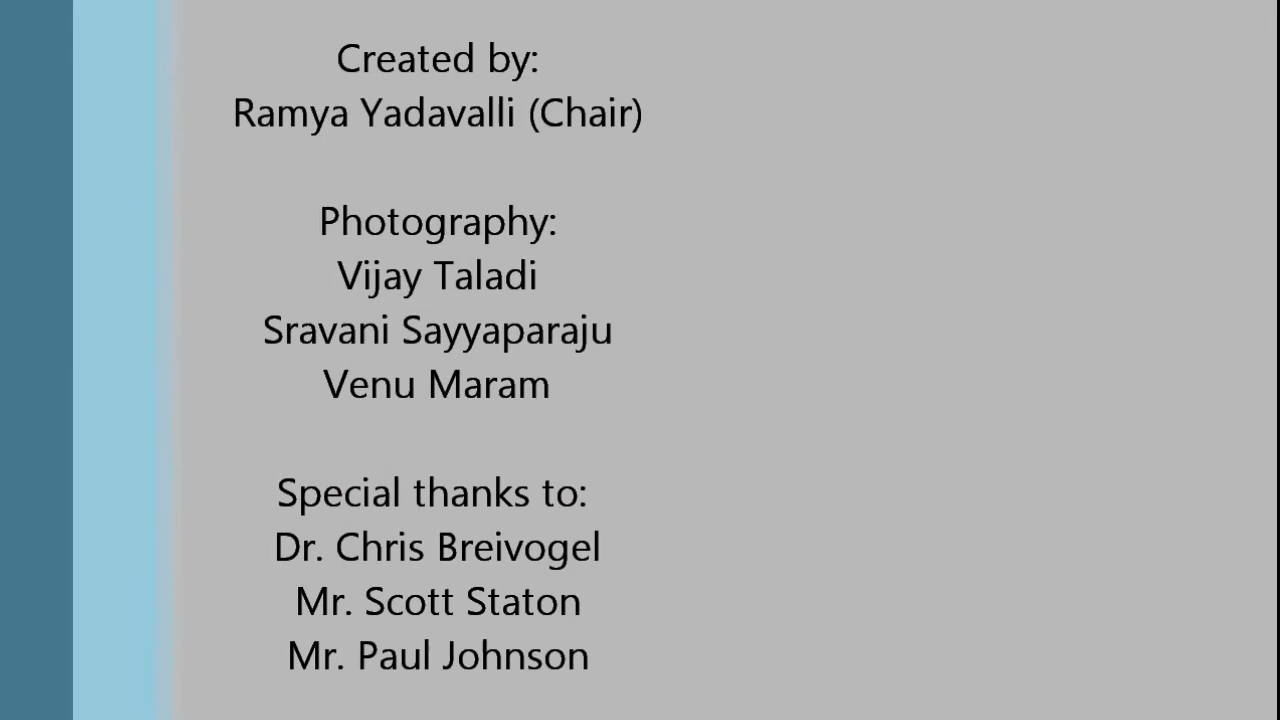 Created by:
Ramya Yadavalli (Chair)
Photography:
Vijay Taladi
Sravani Sayyaparaju
Venu Maram
Special thanks to:
Dr. Chris Breivogel
Mr. Scott Staton
Mr. Paul Johnson